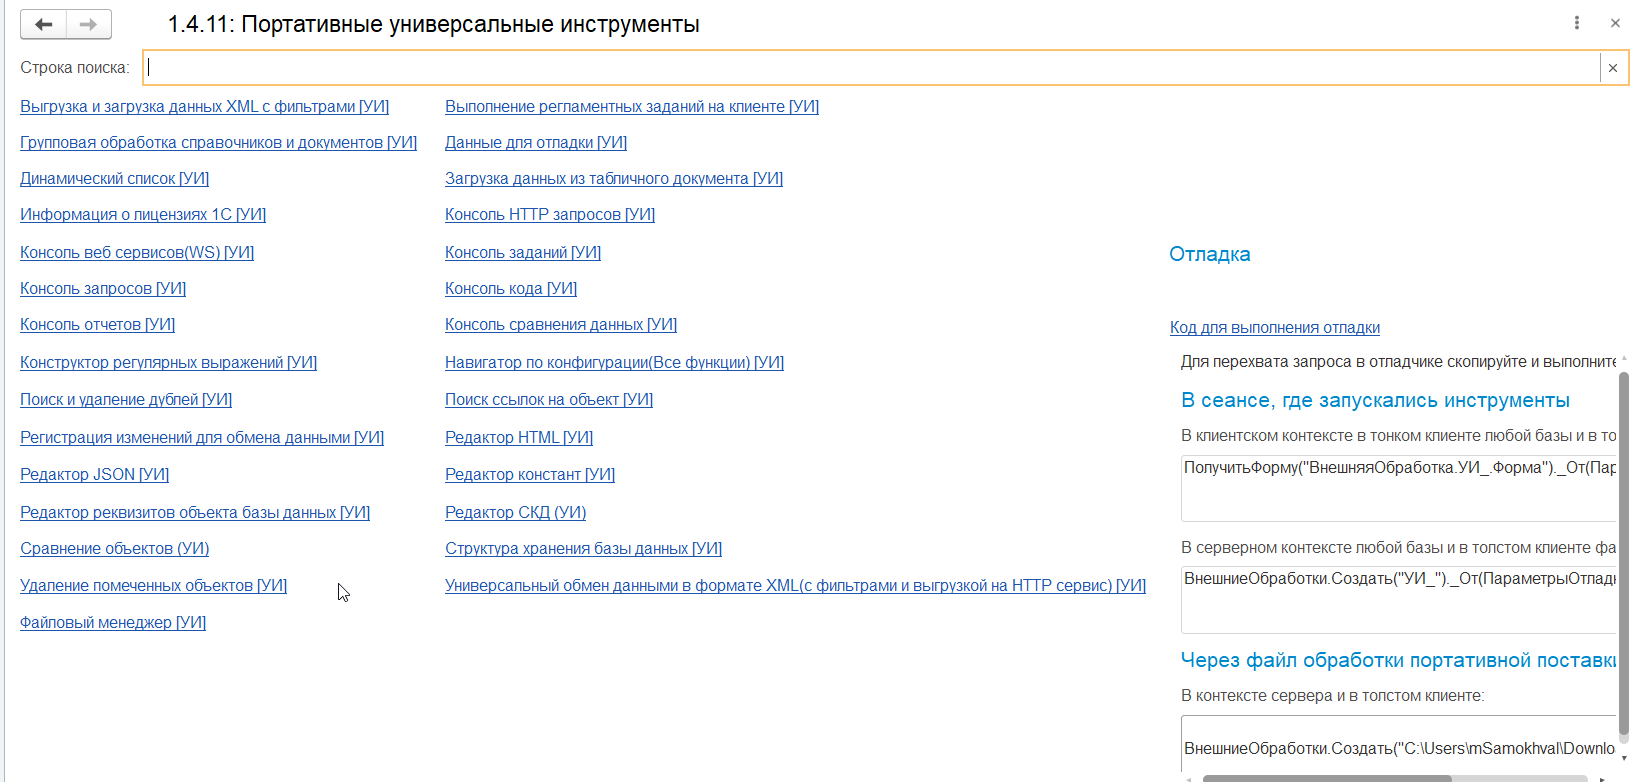 1.4.11: Портативные универсальные инструменты
Строка поиска:
Выгрузка и загрузка данных XML с фильтрами [УИ]
Групповая обработка справочников и документов [УИ]
Динамический список [УИ]
Информация о лицензиях 1С [УИ]
Консоль веб сервисов(WS) [УИ]
Консоль запросов [УИ]
Консоль отчетов [УИ]
Конструктор регулярных выражений [УИ]
Поиск и удаление дублей [УИ]
Регистрация изменений для обмена данными [УИ]
Редактор JSON [УИ]
Редактор реквизитов объекта базы данных [УИ]
Сравнение объектов (УИ)
Удаление помеченных объектов [УИ]
Файловый менеджер [УИ]
Выполнение регламентных заданий на клиенте [УИ]
Данные для отладки [УИ]
Загрузка данных из табличного документа [УИ]
Консоль HTTP запросов [УИ]
Консоль заданий [УИ]
Консоль кода [УИ]
Консоль сравнения данных [УИ]
Навигатор по конфигурации(Все функции) [УИ]
Поиск ссылок на объект [УИ]
Редактор HTML [УИ]
Редактор констант [УИ]
Редактор СКД (УИ)
Структура хранения базы данных [УИ]
Универсальный обмен данными в формате XML(с фильтрами и выгрузкой на HTTP сервис) [УИ]
Отладка
Код для выполнения отладки
Для перехвата запроса в отладчике скопируйте и выполните
В сеансе, где запускались инструменты
В клиентском контексте в тонком клиенте любой базы и в то
ПолучитьФорму("ВнешняяОбработка.УИ_.Форма")._От(Пар
В серверном контексте любой базы и в толстом клиенте фа
ВнешниеОбработки.Создать("УИ_")._От(ПараметрыОтлад
Через файл обработки портативной поставки
В контексте сервера и в толстом клиенте:
ВнешниеОбработки.Создать("C:\Users\mSamokhval\Downlo